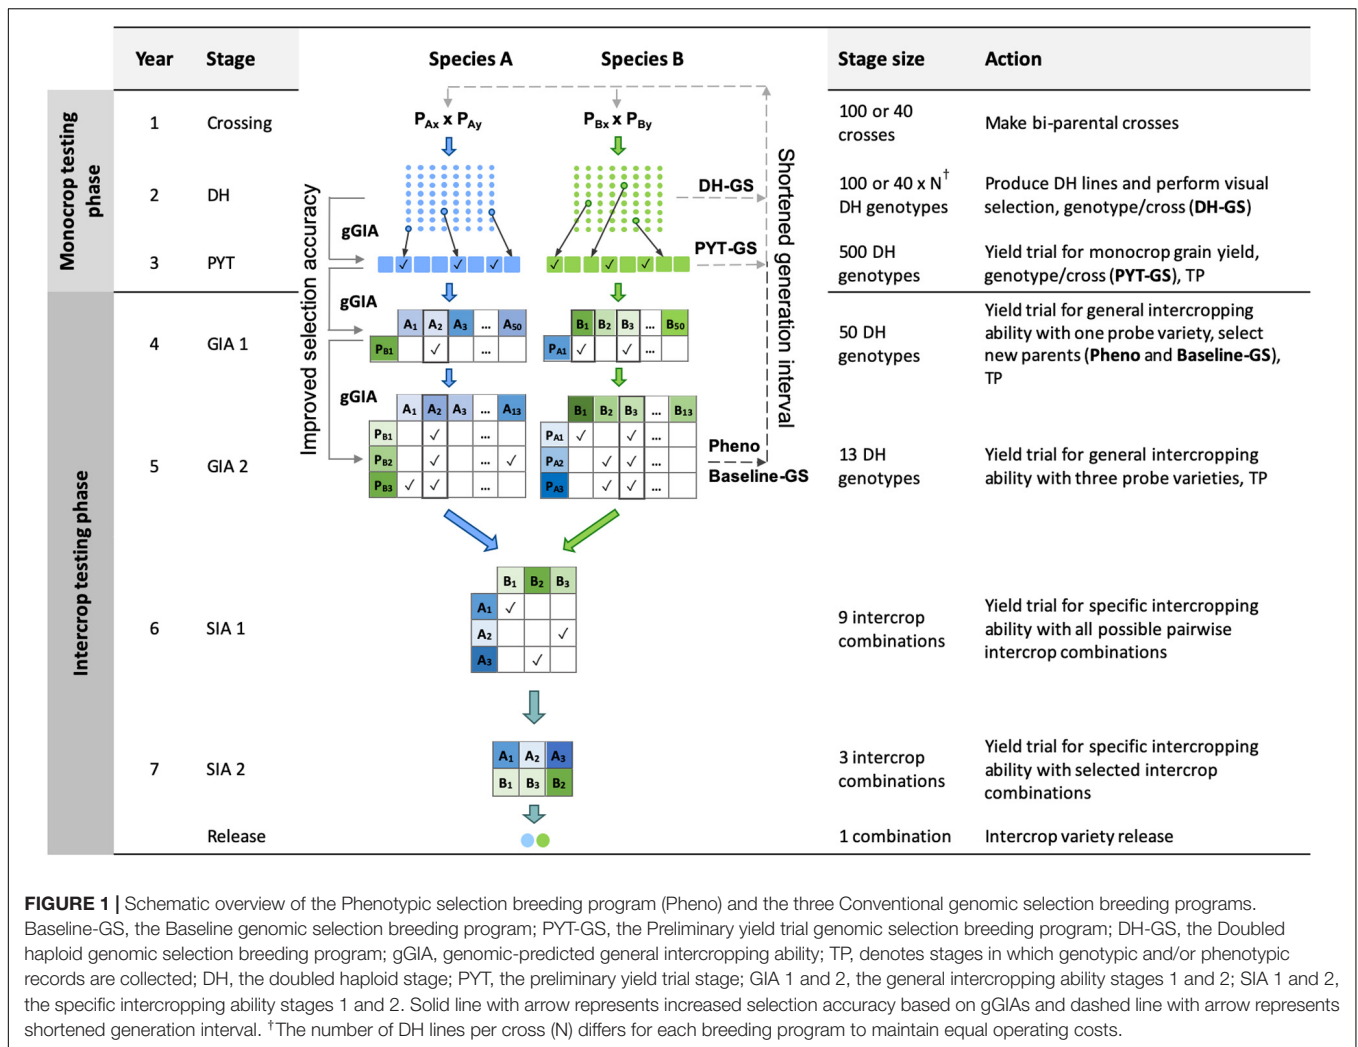 Year Stage Species A Species B Stage size Action
Monocrop testing phase
1 Crossing P_Ax x P_Ay P_Bx x P_By 100 or 40 crosses Make bi-parental crosses
2 DH DH-GS 100 or 40 x N† DH genotypes Produce DH lines and perform visual selection, genotype/cross (DH-GS)
gGIA
3 PYT ✓ ✓ ✓ ✓ ✓ ✓ PYT-GS 500 DH genotypes Yield trial for monocrop grain yield, genotype/cross (PYT-GS), TP
Improved selection accuracy
Shortened generation interval
Intercrop testing phase
gGIA
4 GIA 1 50 DH genotypes Yield trial for general intercropping ability with one probe variety, select new parents (Pheno and Baseline-GS), TP
A1 A2 A3 ... A50 B1 B2 B3 ... B50
PB1 ✓ ... PA1 ✓ ✓ ...
gGIA
5 GIA 2 13 DH genotypes Yield trial for general intercropping ability with three probe varieties, TP
A1 A2 A3 ... A13 B1 B2 B3 ... B13
PB1 ✓ ... PA1 ✓ ✓ ...
PB2 ✓ ... ✓ PA2 ✓ ✓ ...
PB3 ✓ ✓ ... PA3 ✓ ✓ ...
Pheno
Baseline-GS
6 SIA 1 9 intercrop combinations Yield trial for specific intercropping ability with all possible pairwise intercrop combinations
B1 B2 B3
A1 ✓
A2 ✓
A3 ✓
7 SIA 2 3 intercrop combinations Yield trial for specific intercropping ability with selected intercrop combinations
A1 A2 A3
B1 B3 B2
Release 1 combination Intercrop variety release
FIGURE 1 | Schematic overview of the Phenotypic selection breeding program (Pheno) and the three Conventional genomic selection breeding programs.
Baseline-GS, the Baseline genomic selection breeding program; PYT-GS, the Preliminary yield trial genomic selection breeding program; DH-GS, the Doubled
haploid genomic selection breeding program; gGIA, genomic-predicted general intercropping ability; TP, denotes stages in which genotypic and/or phenotypic
records are collected; DH, the doubled haploid stage; PYT, the preliminary yield trial stage; GIA 1 and 2, the general intercropping ability stages 1 and 2; SIA 1 and 2,
the specific intercropping ability stages 1 and 2. Solid line with arrow represents increased selection accuracy based on gGIAs and dashed line with arrow represents
shortened generation interval. †The number of DH lines per cross (N) differs for each breeding program to maintain equal operating costs.